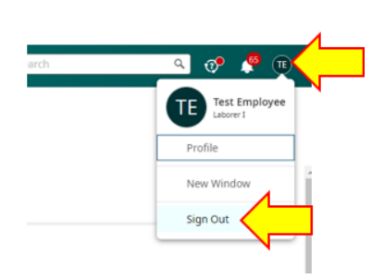 arch
65
TE
TE
Test Employee
Laborer I
Profile
New Window
Sign Out